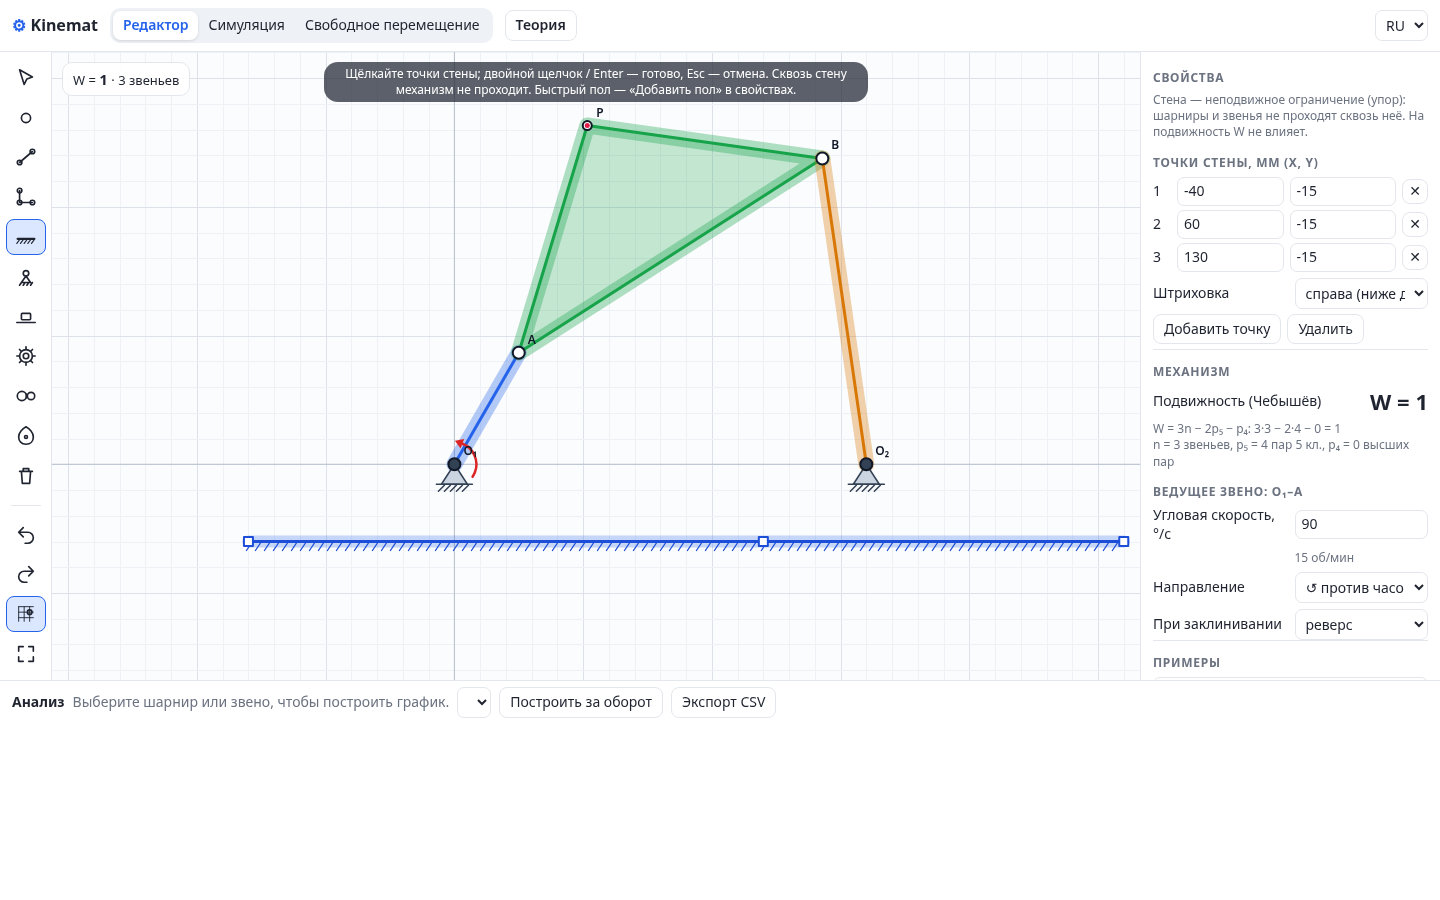 Kinemat
Редактор
Симуляция
Свободное перемещение
Теория
RU
W = 1 · 3 звеньев
Щёлкайте точки стены; двойной щелчок / Enter — готово, Esc — отмена. Сквозь стену
механизм не проходит. Быстрый пол — «Добавить пол» в свойствах.
P
B
A
O₁
O₂
СВОЙСТВА
Стена — неподвижное ограничение (упор):
шарниры и звенья не проходят сквозь неё. На
подвижность W не влияет.
ТОЧКИ СТЕНЫ, ММ (X, Y)
1 -40 -15 ✕
2 60 -15 ✕
3 130 -15 ✕
Штриховка справа (ниже д
Добавить точку Удалить
МЕХАНИЗМ
Подвижность (Чебышёв) W = 1
W = 3n − 2p₅ − p₄: 3·3 − 2·4 − 0 = 1
n = 3 звеньев, p₅ = 4 пар 5 кл., p₄ = 0 высших
пар
ВЕДУЩЕЕ ЗВЕНО: O₁–A
Угловая скорость,
°/с
90
15 об/мин
Направление ↺ против часо
При заклинивании реверс
ПРИМЕРЫ
Анализ Выберите шарнир или звено, чтобы построить график. Построить за оборот Экспорт CSV